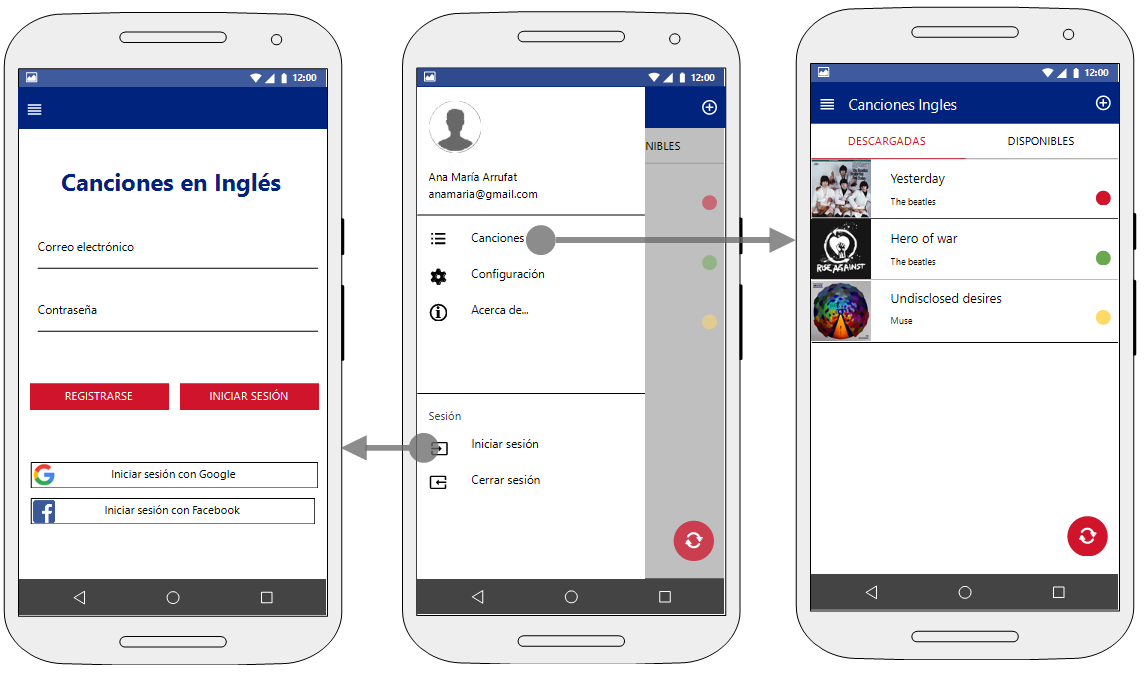 12:00
Canciones en Inglés
Correo electrónico
Contraseña
REGISTRARSE
INICIAR SESIÓN
Iniciar sesión con Google
Iniciar sesión con Facebook
12:00
Ana María Arrufat
anamaria@gmail.com
NIBLES
Canciones
Configuración
Acerca de...
Sesión
Iniciar sesión
Cerrar sesión
12:00
Canciones Ingles
DESCARGADAS
DISPONIBLES
Yesterday
The beatles
Hero of war
The beatles
RISE AGAINST
Undisclosed desires
Muse